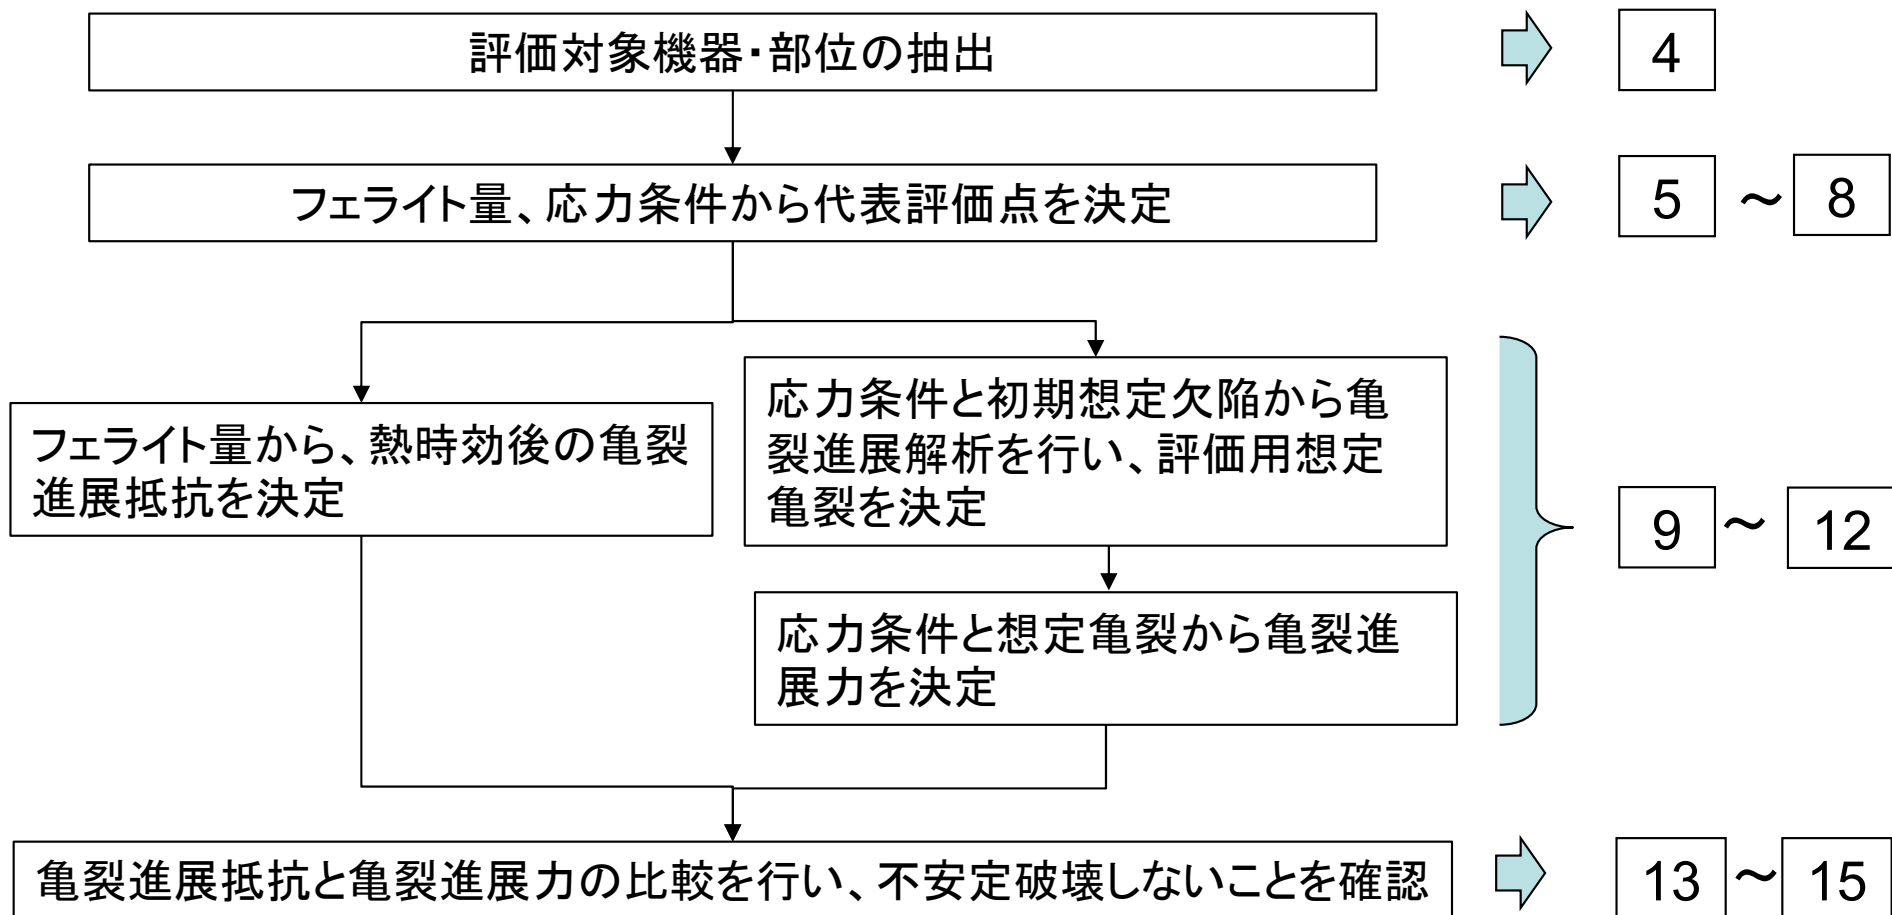 評価対象機器・部位の抽出
4
フェライト量、応力条件から代表評価点を決定
5 ～ 8
フェライト量から、熱時効後の亀裂
進展抵抗を決定
応力条件と初期想定欠陥から亀
裂進展解析を行い、評価用想定
亀裂を決定
9 ～ 12
応力条件と想定亀裂から亀裂進
展力を決定
亀裂進展抵抗と亀裂進展力の比較を行い、不安定破壊しないことを確認
13 ～ 15